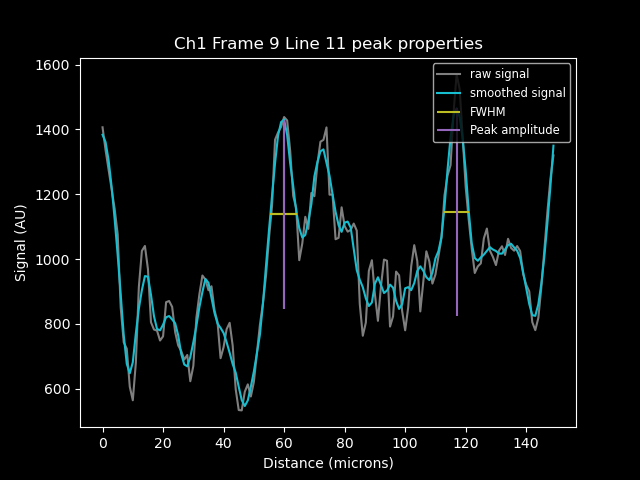 Ch1 Frame 9 Line 11 peak properties
raw signal
smoothed signal
FWHM
Peak amplitude
Signal (AU)
1600
1400
1200
1000
800
600
0 20 40 60 80 100 120 140
Distance (microns)